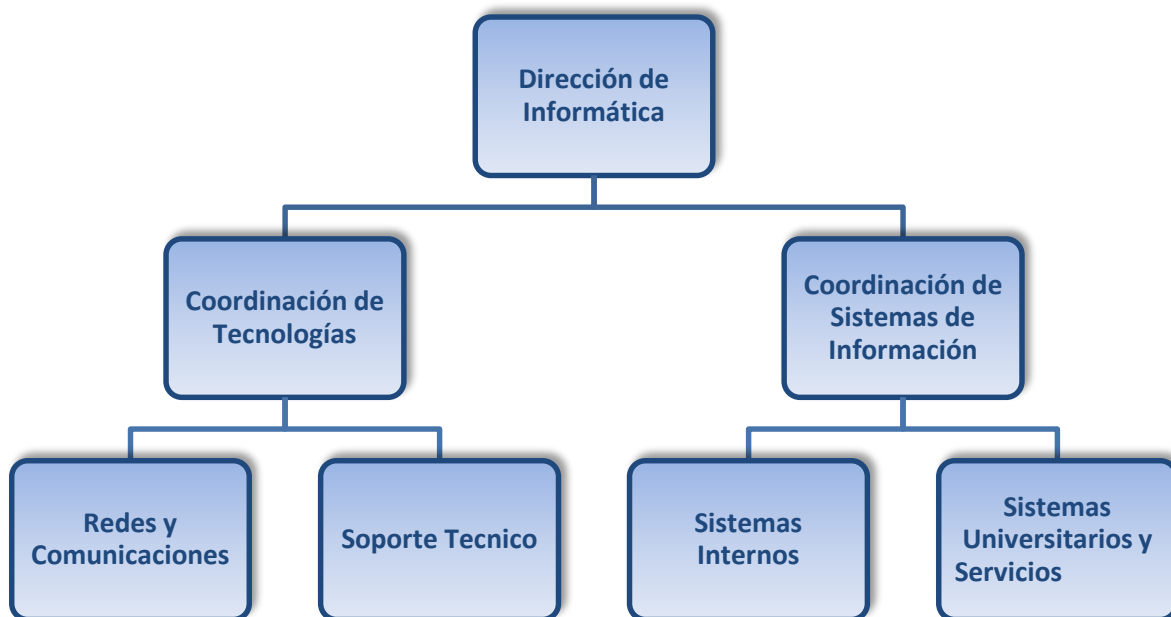 Dirección de
Informática
Coordinación de
Tecnologías
Coordinación de
Sistemas de
Información
Redes y
Comunicaciones
Soporte Tecnico
Sistemas
Internos
Sistemas
Universitarios y
Servicios